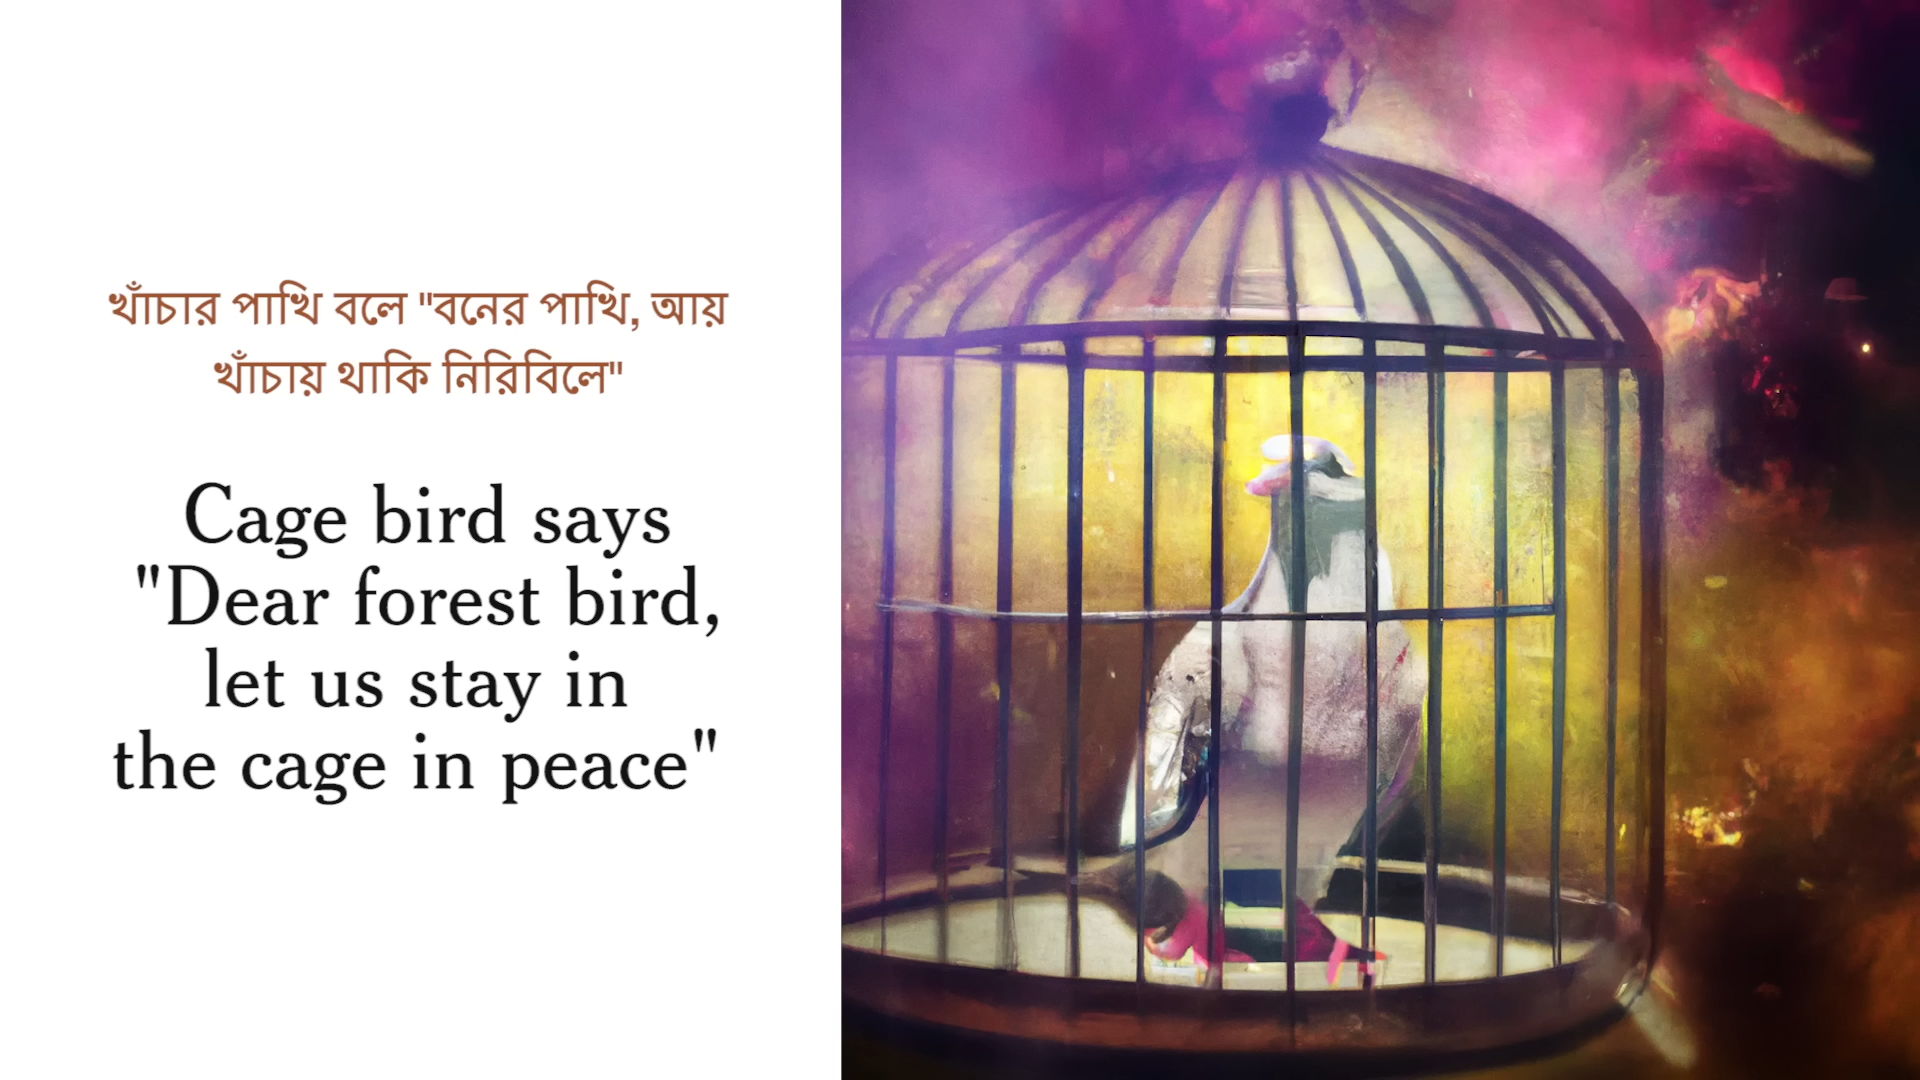 খাঁচার পাখি বলে "বনের পাখি, আয়
খাঁচায় থাকি নিরিবিলে"
Cage bird says
"Dear forest bird,
let us stay in
the cage in peace"